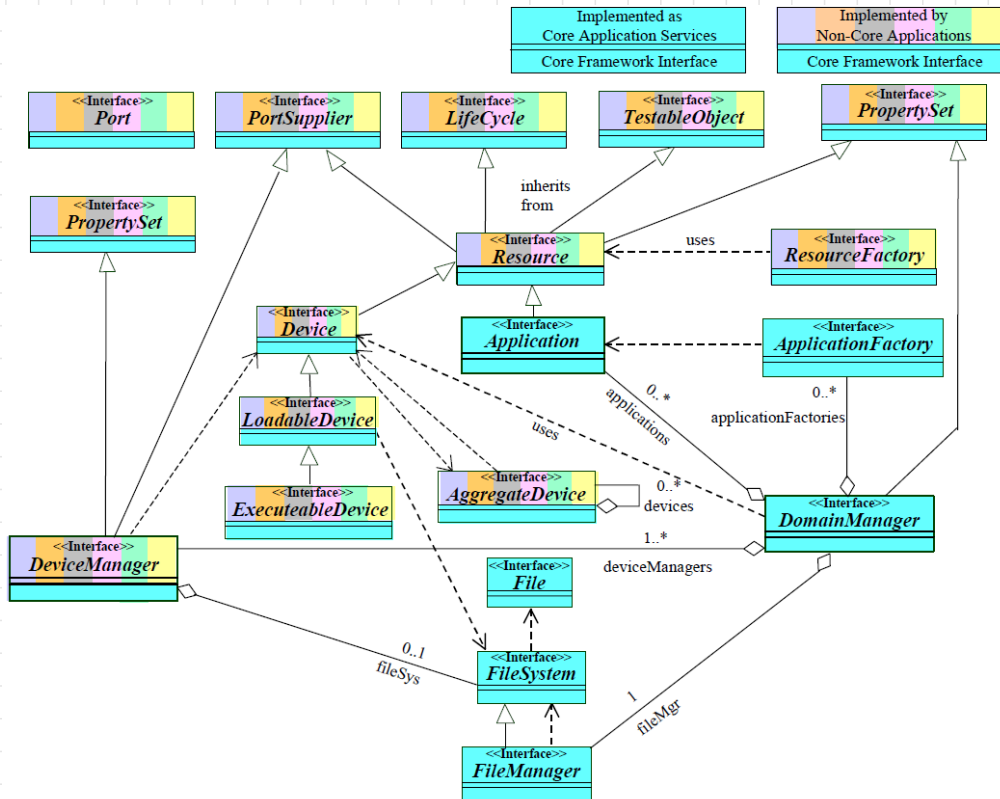 Implemented as
Core Application Services
Core Framework Interface
Implemented by
Non-Core Applications
Core Framework Interface
<<Interface>>
Port
<<Interface>>
PortSupplier
<<Interface>>
LifeCycle
<<Interface>>
TestableObject
<<Interface>>
PropertySet
inherits
from
<<Interface>>
PropertySet
<<Interface>>
Resource
uses
<<Interface>>
ResourceFactory
<<Interface>>
Device
<<Interface>>
Application
<<Interface>>
ApplicationFactory
0..*
applications
0..*
applicationFactories
<<Interface>>
LoadableDevice
uses
<<Interface>>
ExecuteableDevice
<<Interface>>
AggregateDevice
0..*
devices
<<Interface>>
DomainManager
<<Interface>>
DeviceManager
1..*
deviceManagers
<<Interface>>
File
0..1
fileSys
<<Interface>>
FileSystem
1
fileMgr
<<Interface>>
FileManager